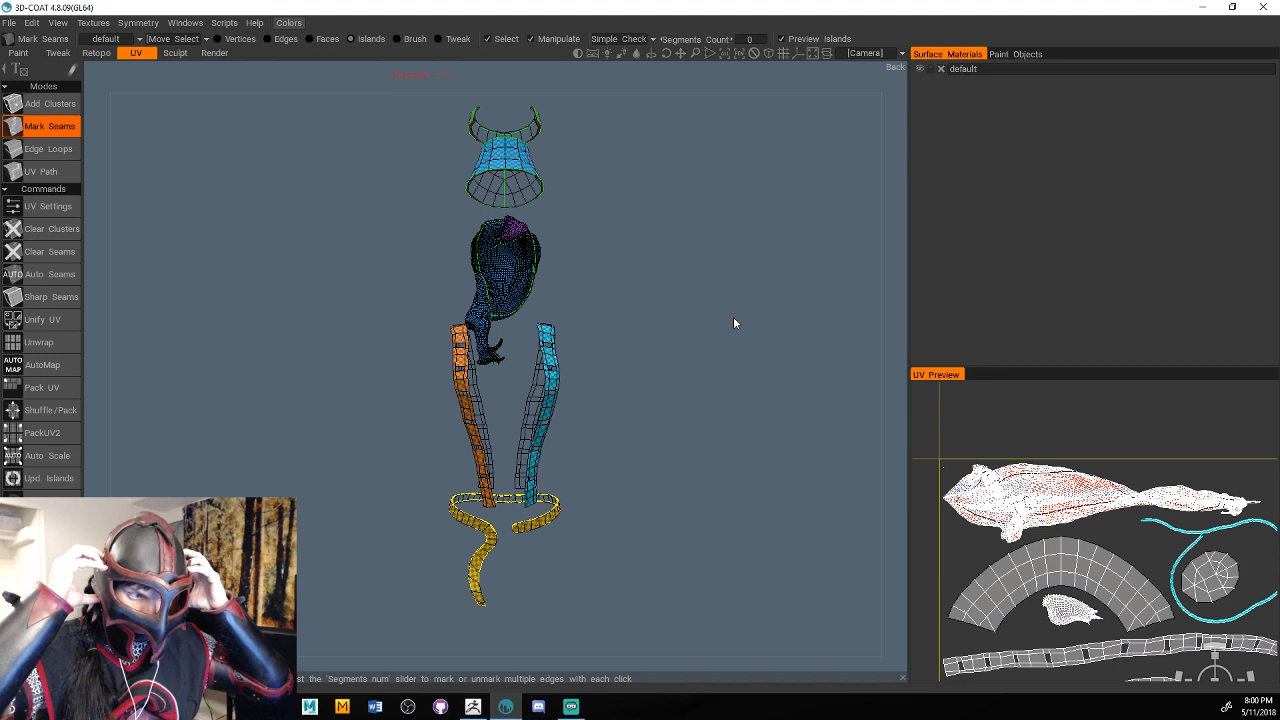 3D-COAT 4.8.09(GL64)
File Edit View Textures Symmetry Windows Scripts Help Colors
Mark Seams default [Move Select Vertices Edges Faces Islands Brush Tweak Select Manipulate Simple Check Segments Count 0 Preview Islands
Paint Tweak Retopo UV Sculpt Render [Camera]
Back
Modes
Add Clusters
Mark Seams
Edge Loops
UV Path
Commands
UV Settings
Clear Clusters
Clear Seams
AUTO Auto Seams
Sharp Seams
Unify UV
Unwrap
AUTO MAP AutoMap
Pack UV
Shuffle/Pack
PackUV2
Auto Scale
Upd. Islands
Surface Materials Paint Objects
default
UV Preview
st the 'Segments num' slider to mark or unmark multiple edges with each click
8:00 PM
5/11/2018